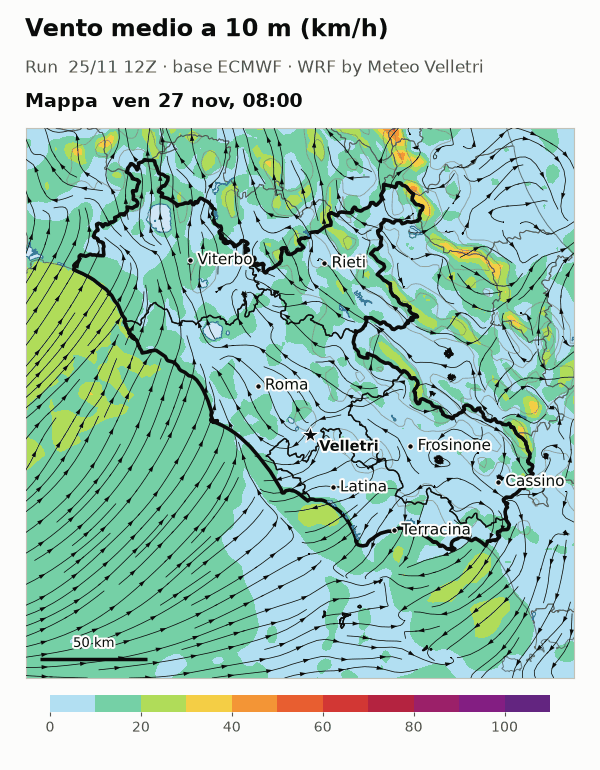 Vento medio a 10 m (km/h)
Run 25/11 12Z · base ECMWF · WRF by Meteo Velletri
Mappa ven 27 nov, 08:00
Viterbo
Rieti
Roma
Velletri
Frosinone
Latina
Cassino
Terracina
50 km
0 20 40 60 80 100